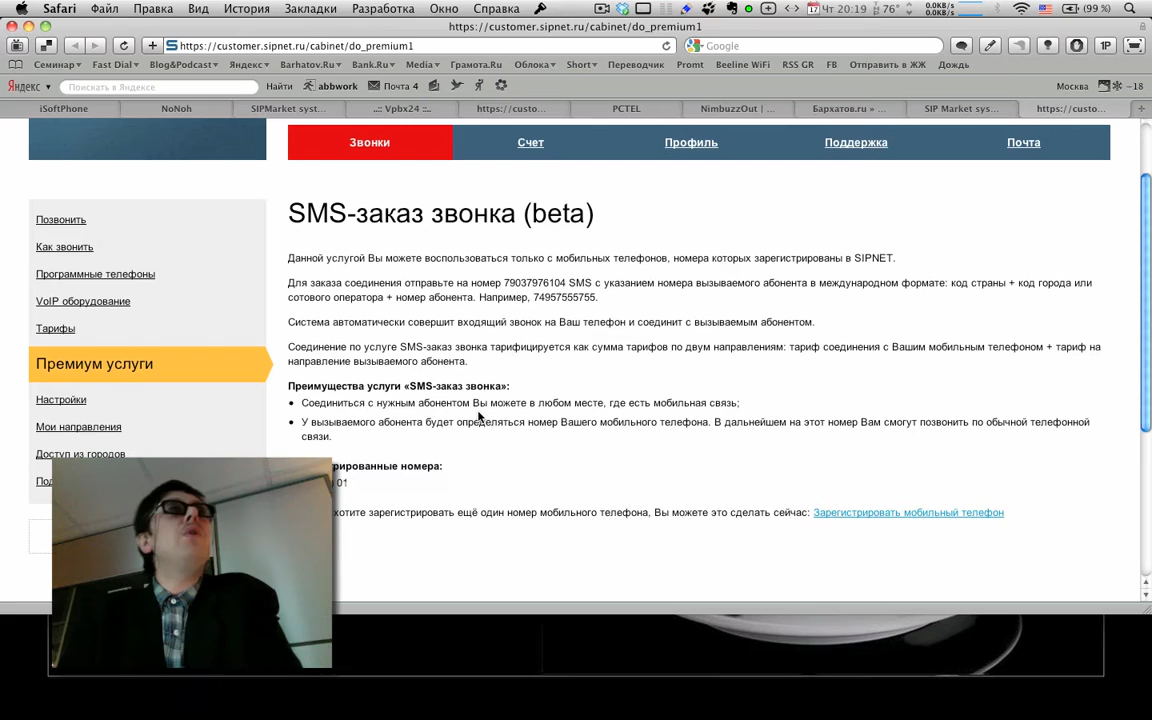 Safari Файл Правка Вид История Закладки Разработка Окно Справка Чт 20:19 76° 0.0KB/s 0.0KB/s (99 %)
https://customer.sipnet.ru/cabinet/do_premium1
https://customer.sipnet.ru/cabinet/do_premium1 Google
Семинар Fast Dial Blog&Podcast Яндекс Barhatov.Ru Bank.Ru Media Грамота.Ru Облока Short Переводчик Promt Beeline WiFi RSS GR FB Отправить в ЖЖ Дождь
Яндекс Поискать в Яндексе Найти abbwork Почта 4 Москва −18
iSoftPhone NoNoh SIPMarket syst... ..:: Vpbx24 ::.. https://custo... PCTEL NimbuzzOut | ... Бархатов.ru » ... SIP Market sys... https://custo...
Звонки Счет Профиль Поддержка Почта
SMS-заказ звонка (beta)
Позвонить
Как звонить
Программные телефоны
VoIP оборудование
Тарифы
Премиум услуги
Настройки
Мои направления
Доступ из городов
Данной услугой Вы можете воспользоваться только с мобильных телефонов, номера которых зарегистрированы в SIPNET.
Для заказа соединения отправьте на номер 79037976104 SMS с указанием номера вызываемого абонента в международном формате: код страны + код города или
сотового оператора + номер абонента. Например, 74957555755.
Система автоматически совершит входящий звонок на Ваш телефон и соединит с вызываемым абонентом.
Соединение по услуге SMS-заказ звонка тарифицируется как сумма тарифов по двум направлениям: тариф соединения с Вашим мобильным телефоном + тариф на
направление вызываемого абонента.
Преимущества услуги «SMS-заказ звонка»:
• Соединиться с нужным абонентом Вы можете в любом месте, где есть мобильная связь;
• У вызываемого абонента будет определяться номер Вашего мобильного телефона. В дальнейшем на этот номер Вам смогут позвонить по обычной телефонной
связи.
рированные номера:
01
хотите зарегистрировать ещё один номер мобильного телефона, Вы можете это сделать сейчас: Зарегистрировать мобильный телефон